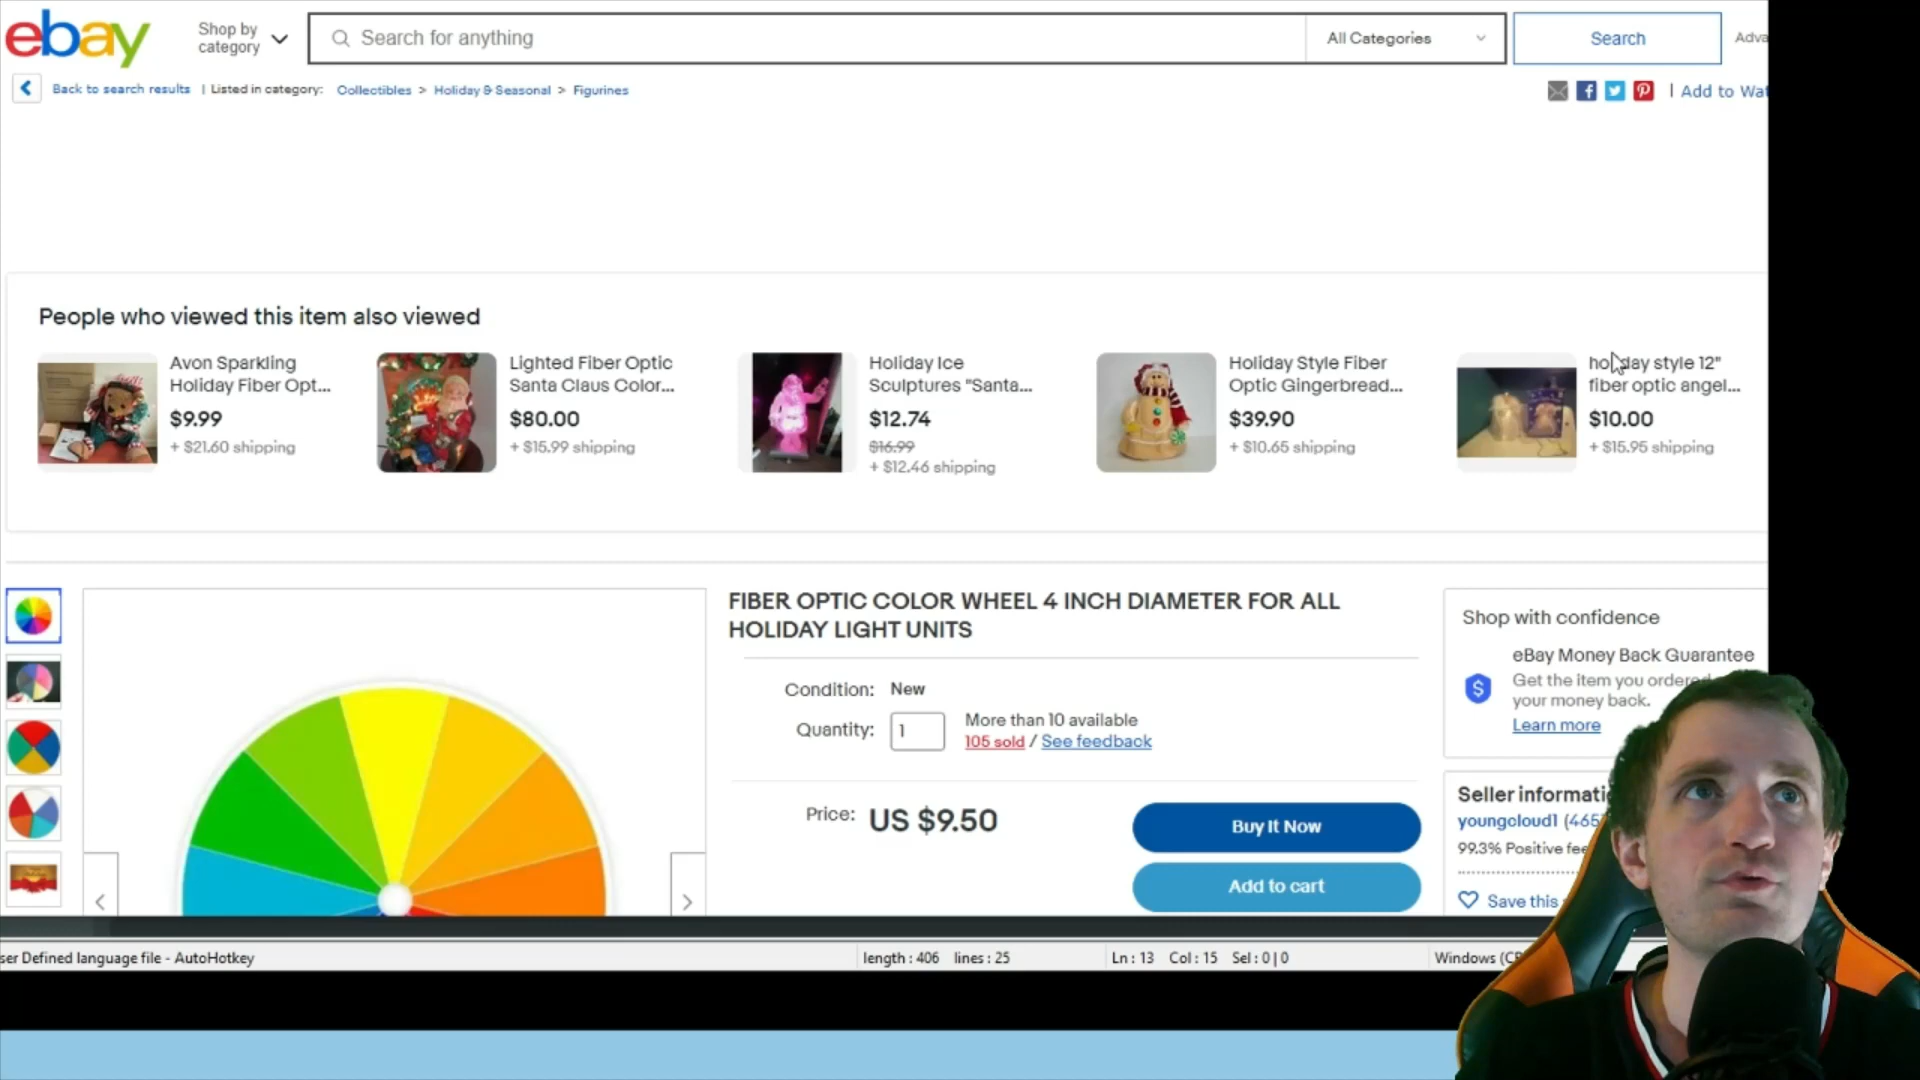 ebay
Shop by
category
Search for anything
All Categories
Search
Back to search results | Listed in category: Collectibles > Holiday & Seasonal > Figurines
| Add to
People who viewed this item also viewed
Avon Sparkling
Holiday Fiber Opt...
$9.99
+ $21.60 shipping
Lighted Fiber Optic
Santa Claus Color...
$80.00
+ $15.99 shipping
Holiday Ice
Sculptures "Santa...
$12.74
$16.99
+ $12.46 shipping
Holiday Style Fiber
Optic Gingerbread...
$39.90
+ $10.65 shipping
holiday style 12"
fiber optic angel...
$10.00
+ $15.95 shipping
FIBER OPTIC COLOR WHEEL 4 INCH DIAMETER FOR ALL
HOLIDAY LIGHT UNITS
Condition: New
Quantity: 1
More than 10 available
105 sold / See feedback
Price: US $9.50
Buy It Now
Add to cart
Shop with confidence
eBay Money Back Guarantee
Get the item you ordered
your money back.
Learn more
Seller
youngcloud1
99.3% Positive
Save this
Defined language file - AutoHotkey
length : 406 lines : 25
Ln : 13 Col : 15 Sel : 0 | 0
Windows